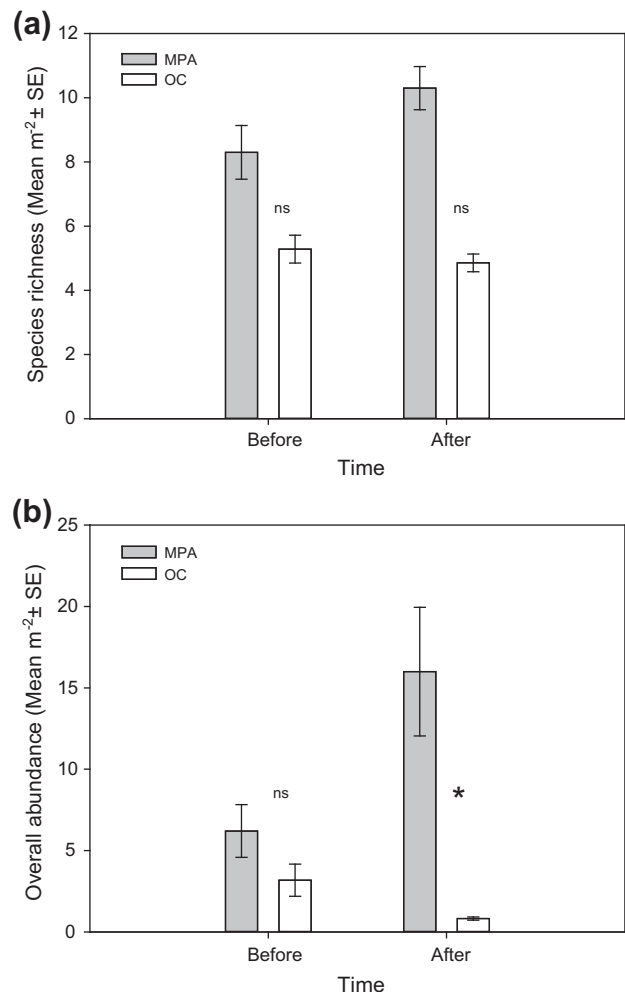 (a)
12
10
8
6
4
2
0
Species richness (Mean m⁻² ± SE)
MPA
OC
ns
ns
Before After
Time
(b)
25
20
15
10
5
0
Overall abundance (Mean m⁻² ± SE)
MPA
OC
ns
*
Before After
Time